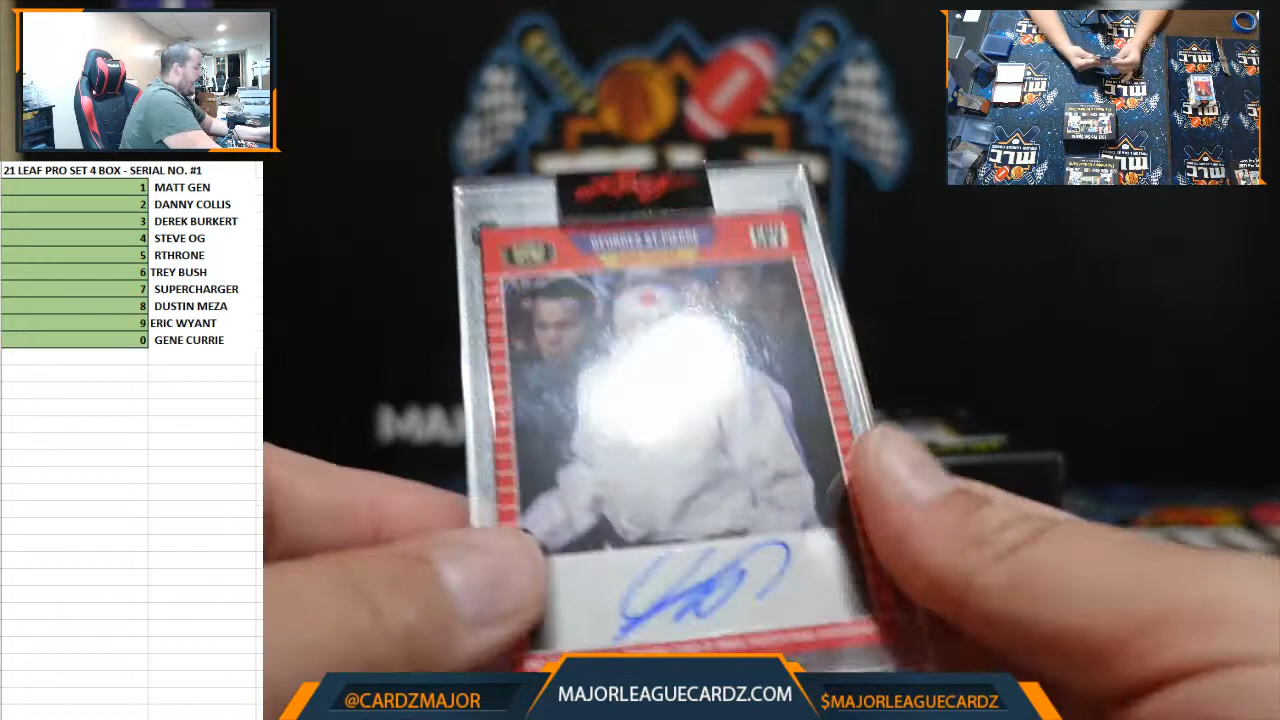 21 LEAF PRO SET 4 BOX - SERIAL NO. #1
1 MATT GEN
2 DANNY COLLIS
3 DEREK BURKERT
4 STEVE OG
5 RTHRONE
6 TREY BUSH
7 SUPERCHARGER
8 DUSTIN MEZA
9 ERIC WYANT
0 GENE CURRIE
GEORGES ST-PIERRE
MAJOR
@CARDZMAJOR
MAJORLEAGUECARDZ.COM
$MAJORLEAGUECARDZ